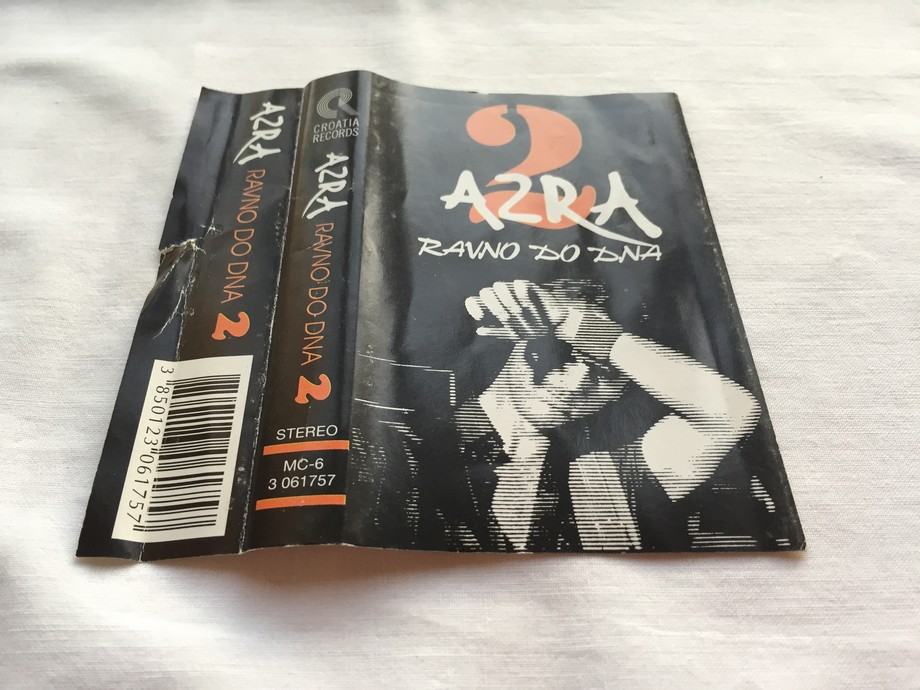 AZRA RAVNO DO DNA 2
3 850123 061757
CROATIA
RECORDS
AZRA RAVNO DO DNA 2
STEREO
MC-6
3 061757
2
AZRA
RAVNO DO DNA